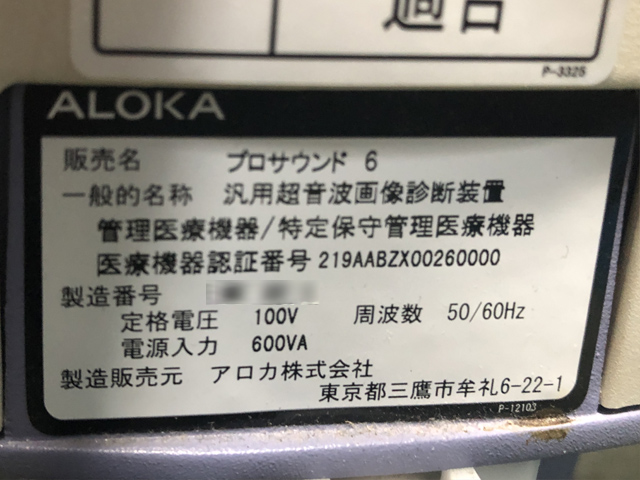 適合
P-3325
ALOKA
販売名 プロサウンド 6
一般的名称 汎用超音波画像診断装置
管理医療機器/特定保守管理医療機器
医療機器認証番号 219AABZX00260000
製造番号
定格電圧 100V 周波数 50/60Hz
電源入力 600VA
製造販売元 アロカ株式会社
東京都三鷹市牟礼6-22-1
P-12103